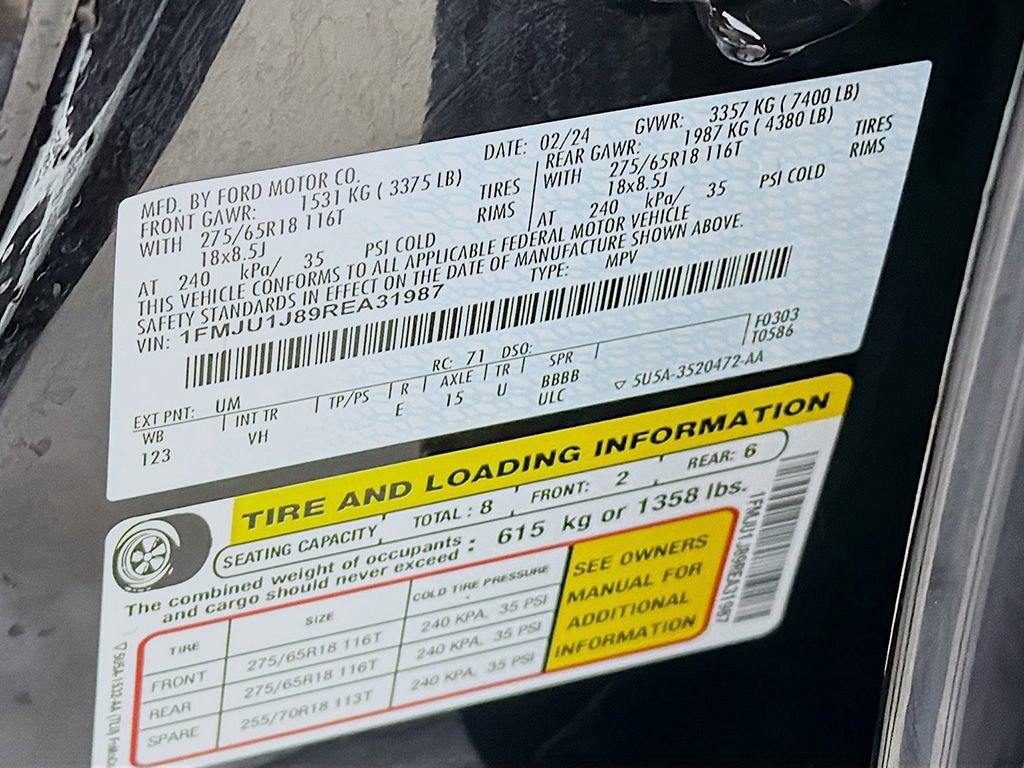 MFD. BY FORD MOTOR CO. DATE: 02/24 GVWR: 3357 KG ( 7400 LB)
FRONT GAWR: 1531 KG ( 3375 LB) REAR GAWR: 1987 KG ( 4380 LB)
WITH 275/65R18 116T TIRES WITH 275/65R18 116T TIRES
18x8.5J RIMS 18x8.5J RIMS
AT 240 kPa/ 35 PSI COLD AT 240 kPa/ 35 PSI COLD
THIS VEHICLE CONFORMS TO ALL APPLICABLE FEDERAL MOTOR VEHICLE
SAFETY STANDARDS IN EFFECT ON THE DATE OF MANUFACTURE SHOWN ABOVE.
VIN: 1FMJU1J89REA31987 TYPE: MPV
F0303
T0586
EXT PNT: UM RC: 71 DSO:
WB INT TR TP/PS R AXLE TR SPR
123 VH E 15 U BBBB
ULC
▽ 5U5A-3520472-AA
TIRE AND LOADING INFORMATION
SEATING CAPACITY TOTAL : 8 FRONT: 2 REAR: 6
The combined weight of occupants
and cargo should never exceed : 615 kg or 1358 lbs.
TIRE SIZE COLD TIRE PRESSURE
FRONT 275/65R18 116T 240 KPA, 35 PSI
REAR 275/65R18 116T 240 KPA, 35 PSI
SPARE 255/70R18 113T 240 KPA, 35 PSI
SEE OWNERS
MANUAL FOR
ADDITIONAL
INFORMATION
1FMJU1J89REA31987